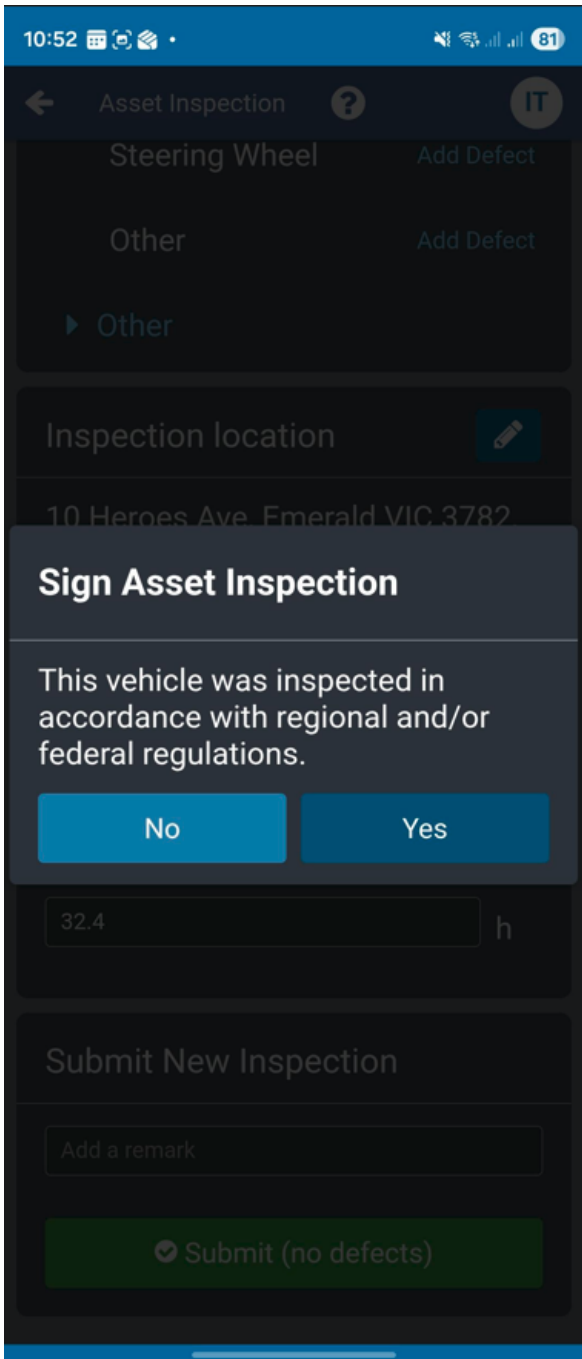 10:52
81
Asset Inspection ?
IT
Steering Wheel Add Defect
Other Add Defect
Other
Inspection location
10 Heroes Ave, Emerald VIC 3782
Sign Asset Inspection
This vehicle was inspected in
accordance with regional and/or
federal regulations.
No Yes
32.4 h
Submit New Inspection
Add a remark
Submit (no defects)